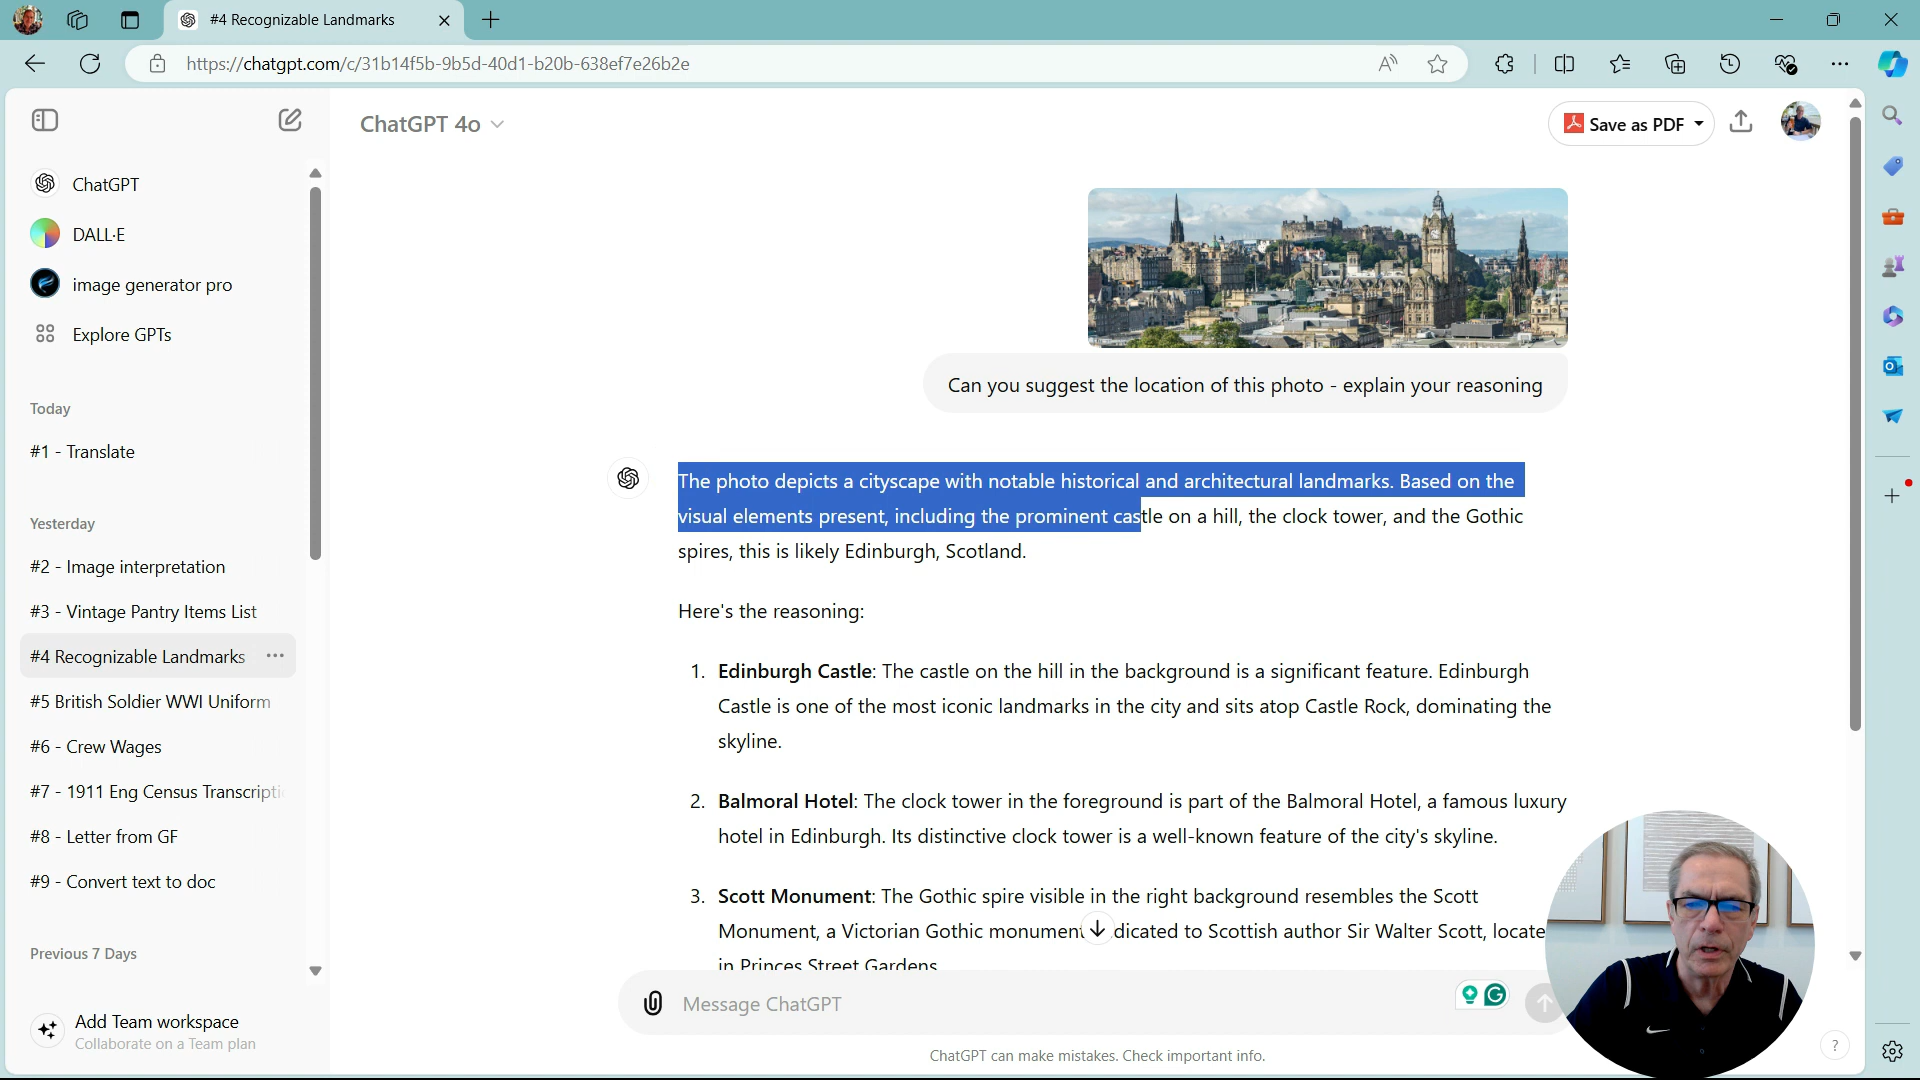 #4 Recognizable Landmarks
https://chatgpt.com/c/31b14f5b-9b5d-40d1-b20b-638ef7e26b2e
ChatGPT 4o
Save as PDF
ChatGPT
DALL·E
image generator pro
Explore GPTs
Today
#1 - Translate
Yesterday
#2 - Image interpretation
#3 - Vintage Pantry Items List
#4 Recognizable Landmarks
#5 British Soldier WWI Uniform
#6 - Crew Wages
#7 - 1911 Eng Census Transcripti
#8 - Letter from GF
#9 - Convert text to doc
Previous 7 Days
Add Team workspace
Collaborate on a Team plan
Can you suggest the location of this photo - explain your reasoning
The photo depicts a cityscape with notable historical and architectural landmarks. Based on the
visual elements present, including the prominent castle on a hill, the clock tower, and the Gothic
spires, this is likely Edinburgh, Scotland.
Here's the reasoning:
1. Edinburgh Castle: The castle on the hill in the background is a significant feature. Edinburgh
Castle is one of the most iconic landmarks in the city and sits atop Castle Rock, dominating the
skyline.
2. Balmoral Hotel: The clock tower in the foreground is part of the Balmoral Hotel, a famous luxury
hotel in Edinburgh. Its distinctive clock tower is a well-known feature of the city's skyline.
3. Scott Monument: The Gothic spire visible in the right background resembles the Scott
Monument, a Victorian Gothic monument dicated to Scottish author Sir Walter Scott, locate
in Princes Street Gardens
Message ChatGPT
ChatGPT can make mistakes. Check important info.
?